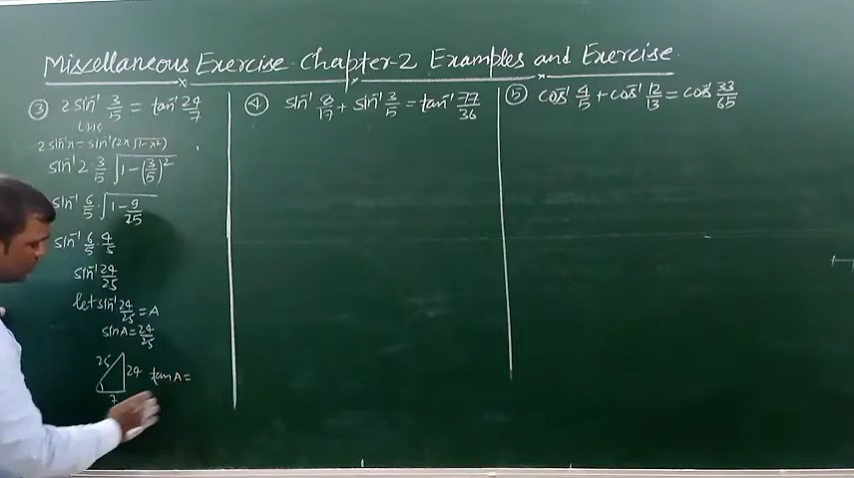 Miscellaneous Exercise Chapter-2 Examples and Exercise.
③ 2 sin⁻¹ 3/5 = tan⁻¹ 24/7
LHS
2 sin⁻¹x = sin⁻¹(2x √1-x²)
sin⁻¹ 2·3/5 √1-(3/5)²
sin⁻¹ 6/5 · √1-9/25
sin⁻¹ 6/5 · 4/5
sin⁻¹ 24/25
let sin⁻¹ 24/25 = A
sin A = 24/25
25 24 tan A =
7
④ sin⁻¹ 8/17 + sin⁻¹ 3/5 = tan⁻¹ 77/36
⑤ cos⁻¹ 4/5 + cos⁻¹ 12/13 = cos⁻¹ 33/65